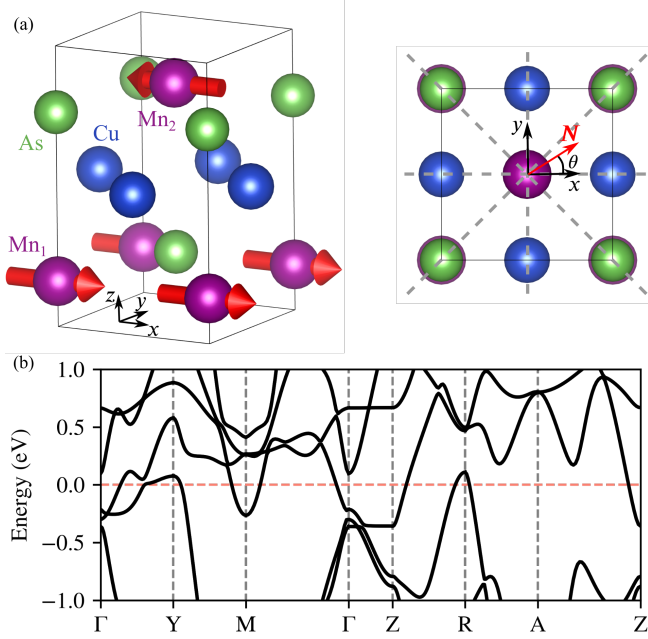 (a)
Mn₂
As
Cu
Mn₁
z
y
x
y
N
θ
x
(b)
Energy (eV)
1.0
0.5
0.0
−0.5
−1.0
Γ Y M Γ Z R A Z